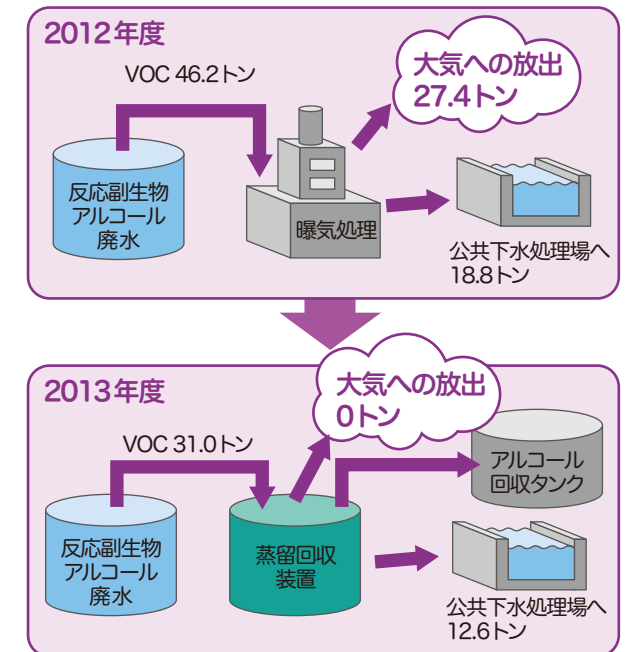 2012年度
VOC 46.2トン
大気への放出
27.4トン
反応副生物
アルコール
廃水
曝気処理
公共下水処理場へ
18.8トン
2013年度
大気への放出
0トン
VOC 31.0トン
アルコール
回収タンク
反応副生物
アルコール
廃水
蒸留回収
装置
公共下水処理場へ
12.6トン